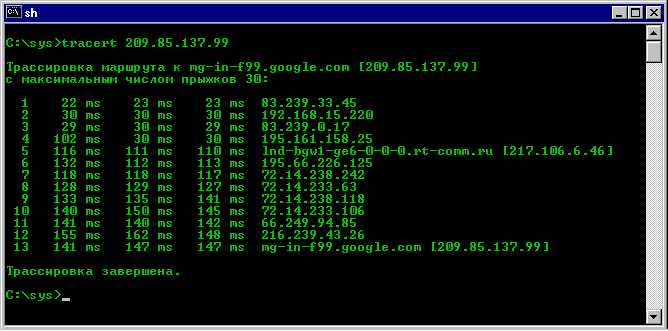 sh
C:\sys>tracert 209.85.137.99
Трассировка маршрута к mg-in-f99.google.com [209.85.137.99]
с максимальным числом прыжков 30:
1 22 ms 23 ms 23 ms 83.239.33.45
2 30 ms 30 ms 30 ms 192.168.15.220
3 29 ms 30 ms 29 ms 83.239.0.17
4 102 ms 30 ms 30 ms 195.161.158.25
5 116 ms 111 ms 110 ms lnd-bgw1-ge6-0-0-0.rt-comm.ru [217.106.6.46]
6 132 ms 112 ms 113 ms 195.66.226.125
7 118 ms 118 ms 117 ms 72.14.238.242
8 128 ms 129 ms 127 ms 72.14.233.63
9 133 ms 135 ms 141 ms 72.14.238.118
10 140 ms 150 ms 145 ms 72.14.233.106
11 141 ms 140 ms 142 ms 66.249.94.85
12 155 ms 162 ms 148 ms 216.239.43.26
13 141 ms 147 ms 147 ms mg-in-f99.google.com [209.85.137.99]
Трассировка завершена.
C:\sys>_